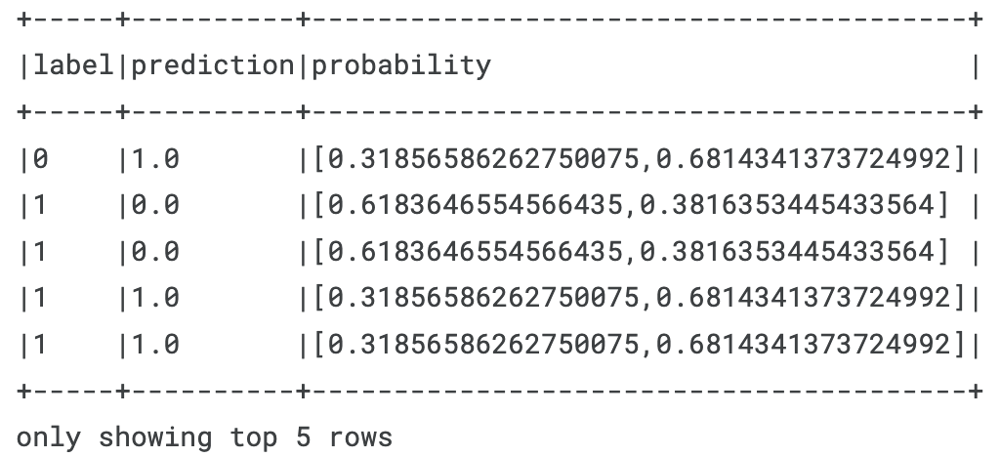 +-----+----------+----------------------------------------+
|label|prediction|probability                             |
+-----+----------+----------------------------------------+
|0    |1.0       |[0.31856586262750075,0.6814341373724992]|
|1    |0.0       |[0.6183646554566435,0.3816353445433564] |
|1    |0.0       |[0.6183646554566435,0.3816353445433564] |
|1    |1.0       |[0.31856586262750075,0.6814341373724992]|
|1    |1.0       |[0.31856586262750075,0.6814341373724992]|
+-----+----------+----------------------------------------+
only showing top 5 rows